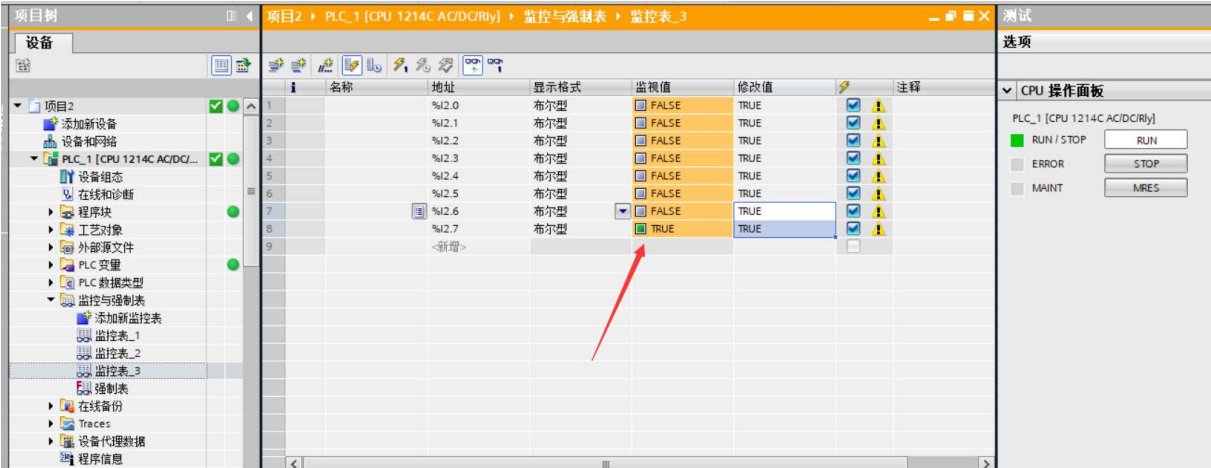 项目树
设备
项目2
添加新设备
设备和网络
PLC_1 [CPU 1214C AC/DC/...
设备组态
在线和诊断
程序块
工艺对象
外部源文件
PLC 变量
PLC 数据类型
监控与强制表
添加新监控表
监控表_1
监控表_2
监控表_3
强制表
在线备份
Traces
设备代理数据
程序信息
项目2 PLC_1 [CPU 1214C AC/DC/Rly] 监控与强制表 监控表_3
i 名称 地址 显示格式 监视值 修改值 注释
1 %I2.0 布尔型 FALSE TRUE
2 %I2.1 布尔型 FALSE TRUE
3 %I2.2 布尔型 FALSE TRUE
4 %I2.3 布尔型 FALSE TRUE
5 %I2.4 布尔型 FALSE TRUE
6 %I2.5 布尔型 FALSE TRUE
7 %I2.6 布尔型 FALSE TRUE
8 %I2.7 布尔型 TRUE TRUE
9 <新增>
测试
选项
CPU 操作面板
PLC_1 [CPU 1214C AC/DC/Rly]
RUN / STOP RUN
ERROR STOP
MAINT MRES